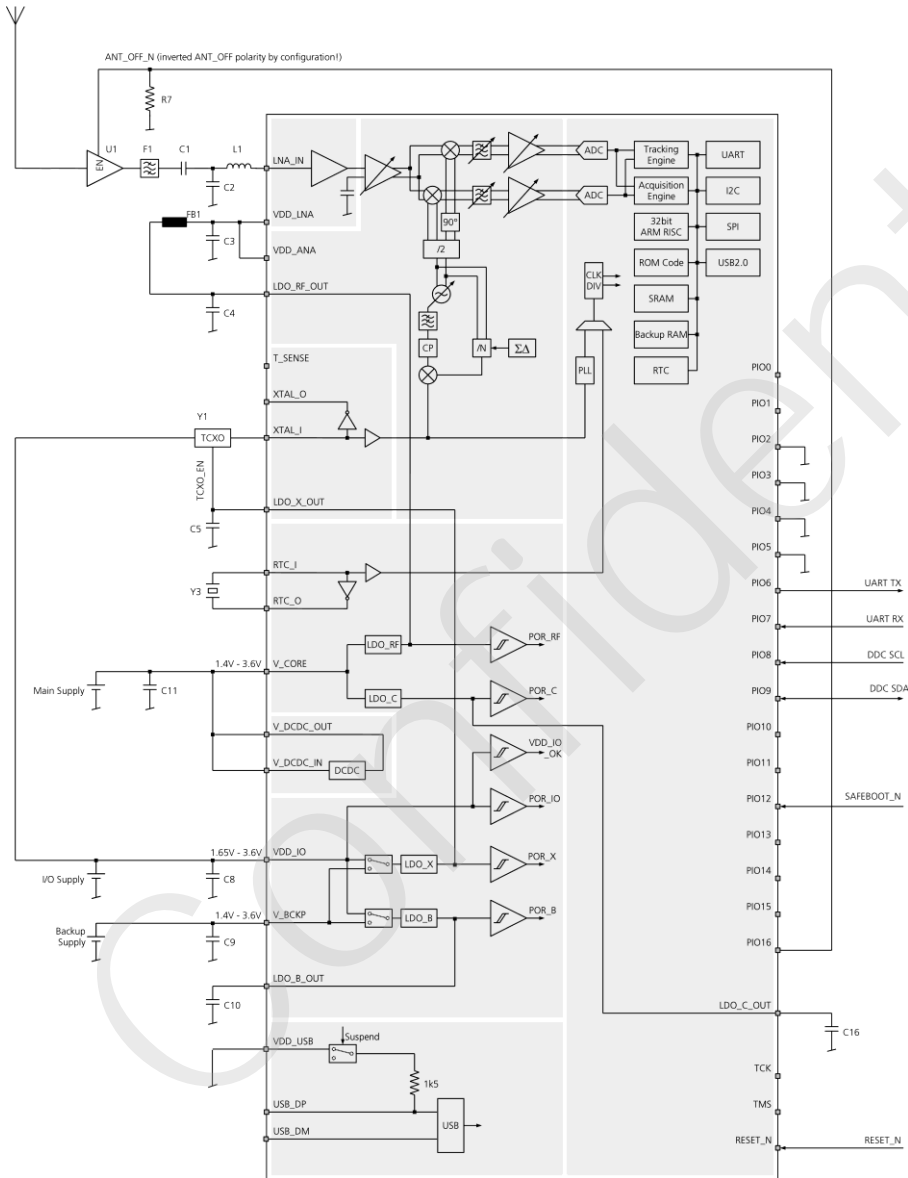 ANT_OFF_N (inverted ANT_OFF polarity by configuration!)
R7
U1
F1
C1
L1
EN
C2
LNA_IN
ADC
Tracking
Engine
UART
ADC
Acquisition
Engine
I2C
FB1
VDD_LNA
C3
90°
32bit
ARM RISC
SPI
VDD_ANA
/2
ROM Code
USB2.0
CLK
DIV
LDO_RF_OUT
C4
SRAM
CP
/N
ΣΔ
Backup RAM
T_SENSE
PLL
RTC
PIO0
XTAL_O
PIO1
Y1
TCXO
XTAL_I
PIO2
TCXO_EN
PIO3
LDO_X_OUT
C5
PIO4
PIO5
RTC_I
Y3
PIO6
UART TX
RTC_O
PIO7
UART RX
LDO_RF
POR_RF
Main Supply
1.4V - 3.6V
V_CORE
C11
PIO8
DDC SCL
LDO_C
POR_C
PIO9
DDC SDA
V_DCDC_OUT
PIO10
VDD_IO
_OK
V_DCDC_IN
DCDC
PIO11
POR_IO
PIO12
SAFEBOOT_N
PIO13
1.65V - 3.6V
VDD_IO
I/O Supply
C8
LDO_X
POR_X
PIO14
1.4V - 3.6V
V_BCKP
Backup
Supply
C9
LDO_B
POR_B
PIO15
PIO16
LDO_B_OUT
C10
LDO_C_OUT
C16
Suspend
VDD_USB
1k5
TCK
USB_DP
TMS
USB_DM
USB
RESET_N
RESET_N
Confident